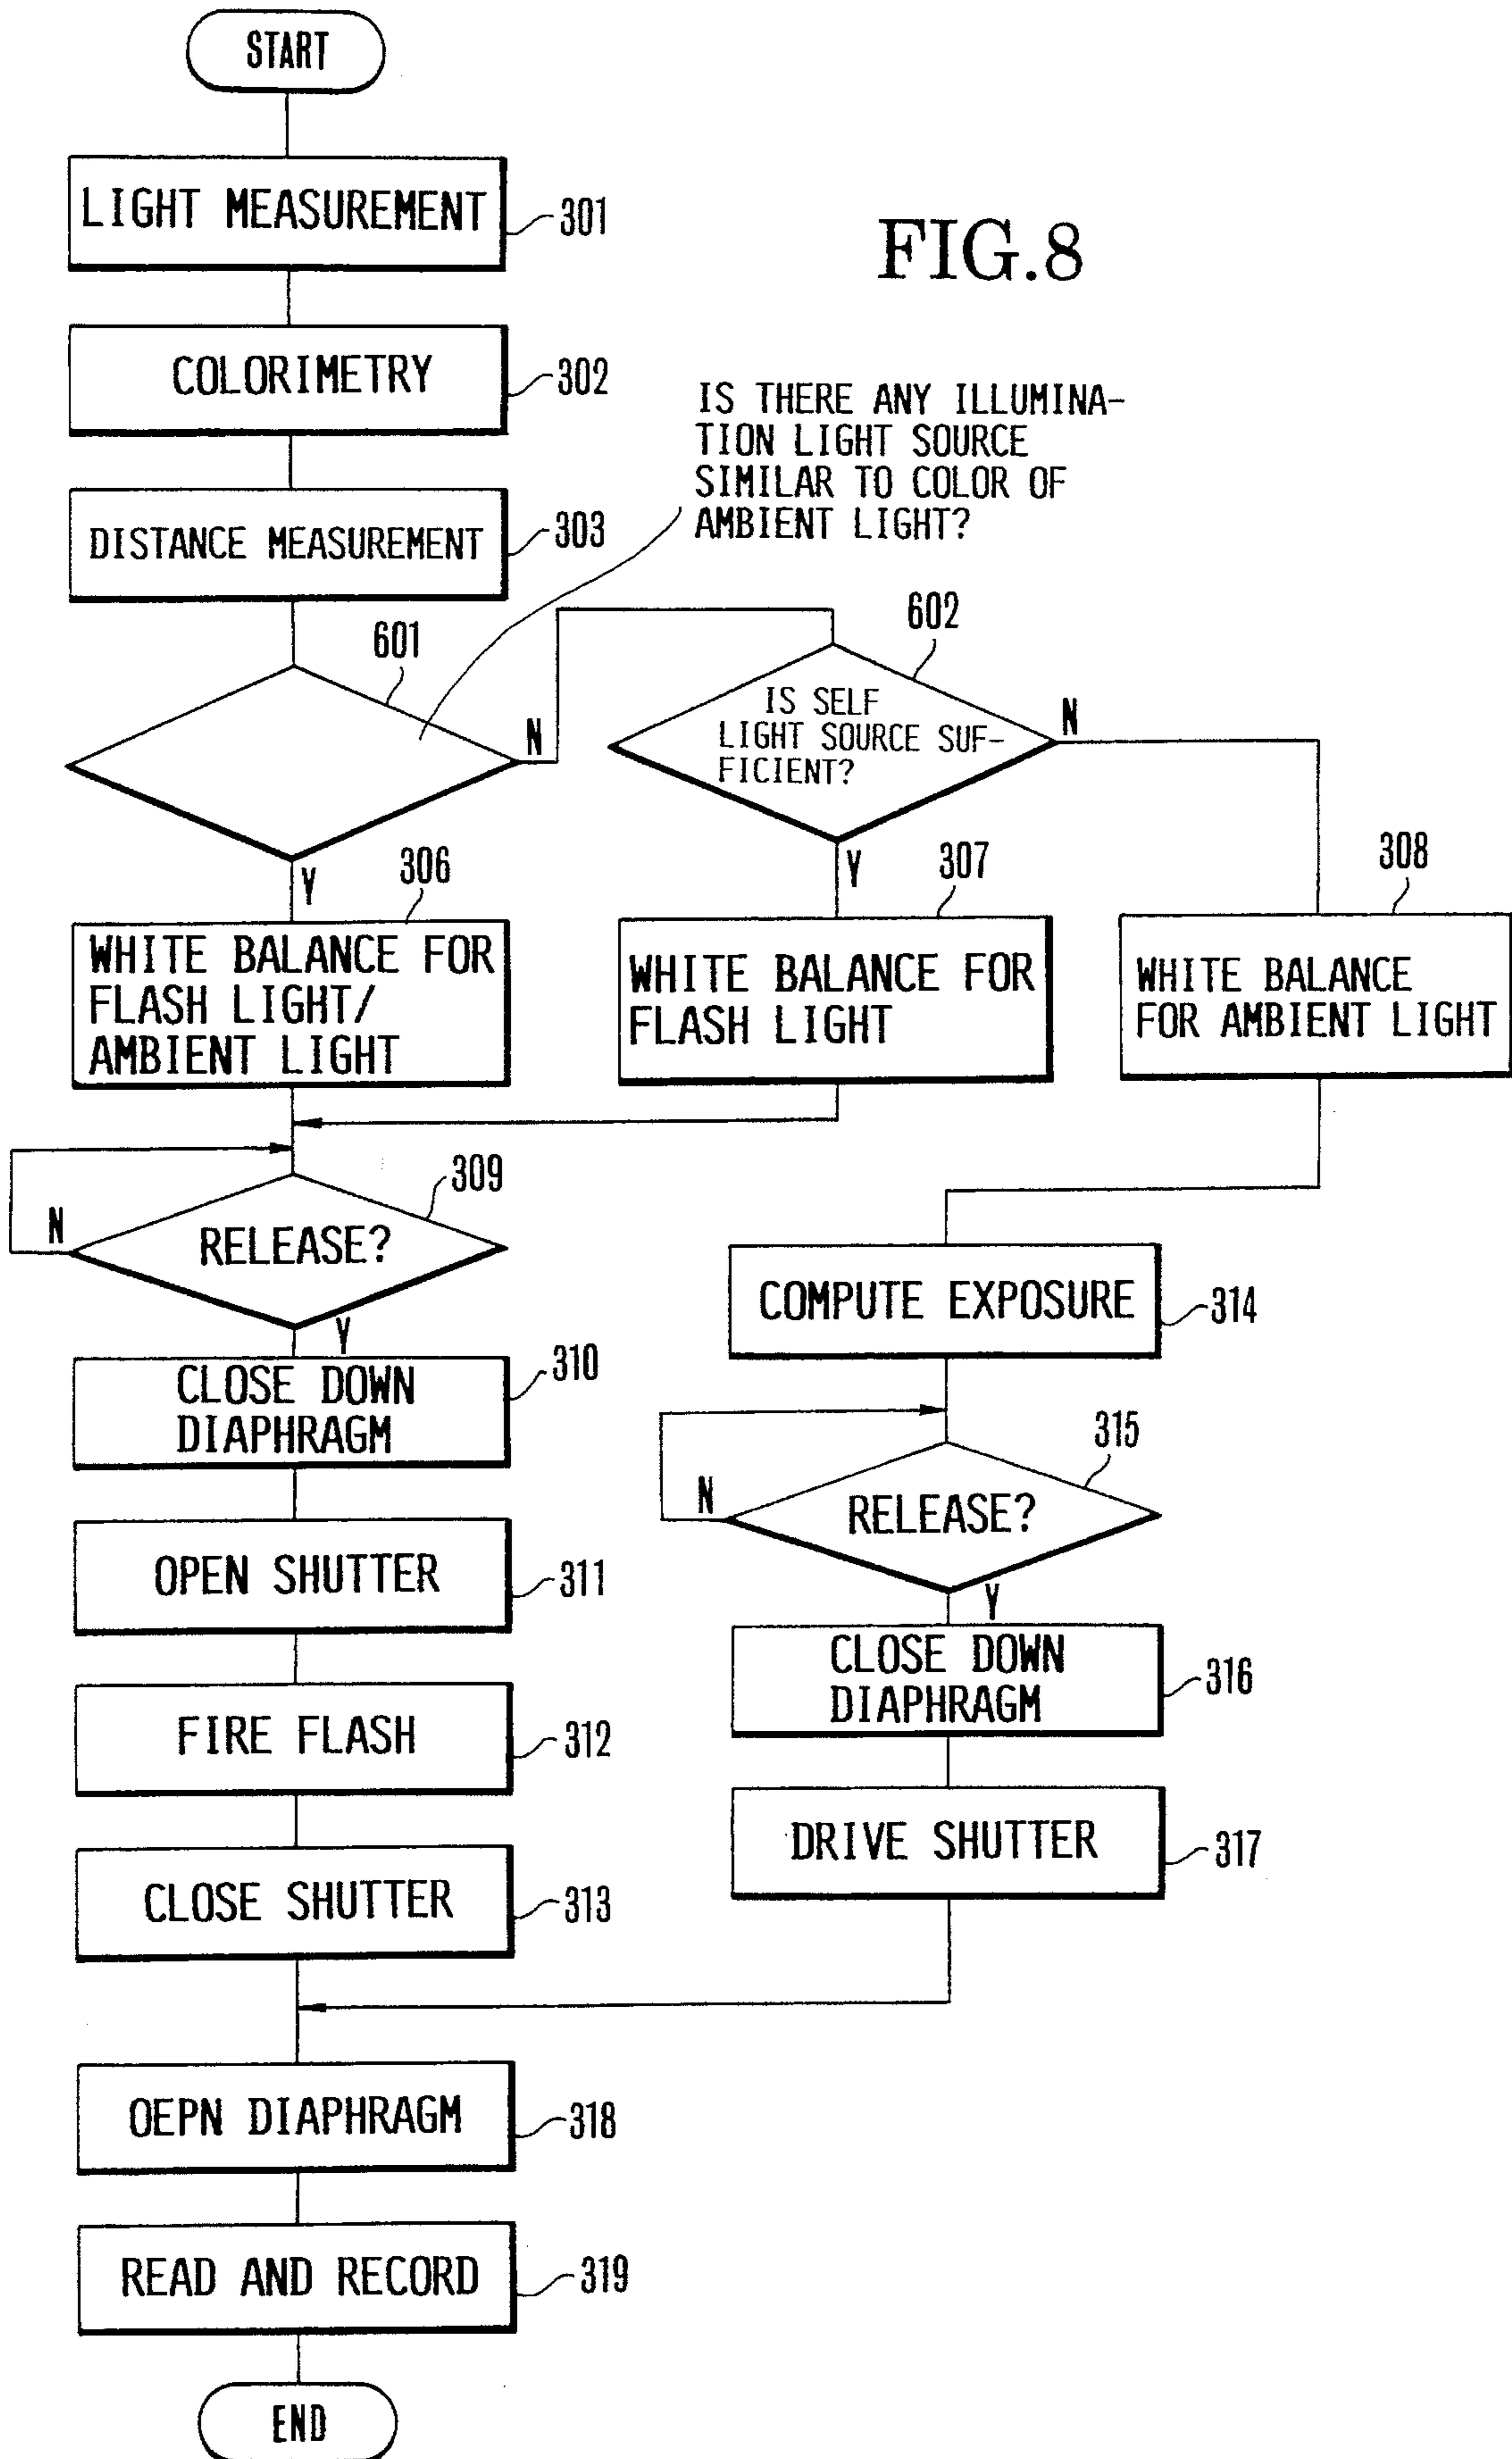 START
LIGHT MEASUREMENT
301
FIG.8
COLORIMETRY
302
IS THERE ANY ILLUMINA-
TION LIGHT SOURCE
SIMILAR TO COLOR OF
AMBIENT LIGHT?
DISTANCE MEASUREMENT
303
601
N
602
IS SELF
LIGHT SOURCE SUF-
FICIENT?
N
Y
306
WHITE BALANCE FOR
FLASH LIGHT/
AMBIENT LIGHT
Y
307
WHITE BALANCE FOR
FLASH LIGHT
308
WHITE BALANCE
FOR AMBIENT LIGHT
309
N
RELEASE?
Y
310
CLOSE DOWN
DIAPHRAGM
OPEN SHUTTER
311
FIRE FLASH
312
CLOSE SHUTTER
313
COMPUTE EXPOSURE
314
315
N
RELEASE?
Y
CLOSE DOWN
DIAPHRAGM
316
DRIVE SHUTTER
317
OEPN DIAPHRAGM
318
READ AND RECORD
319
END